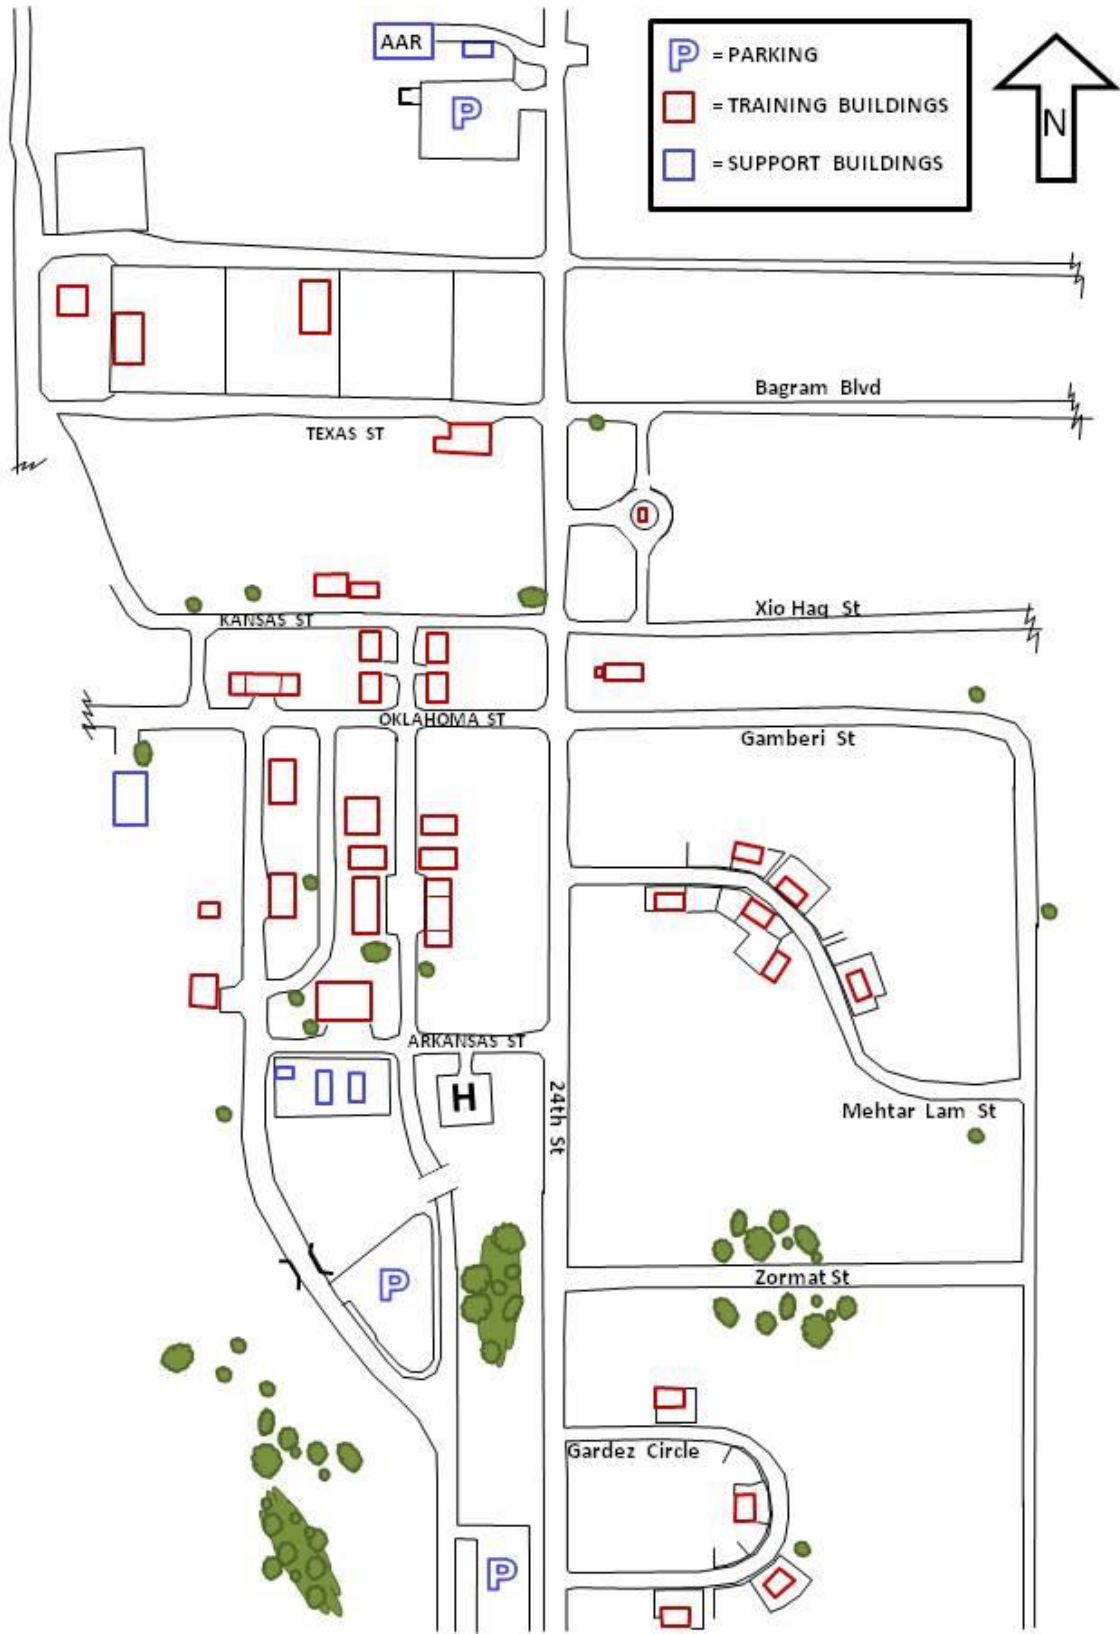 AAR
P
P = PARKING
= TRAINING BUILDINGS
= SUPPORT BUILDINGS
N
Bagram Blvd
TEXAS ST
Xio Haq St
KANSAS ST
OKLAHOMA ST
Gamberi St
ARKANSAS ST
H
24th St
Mehtar Lam St
P
Zormat St
Gardez Circle
P